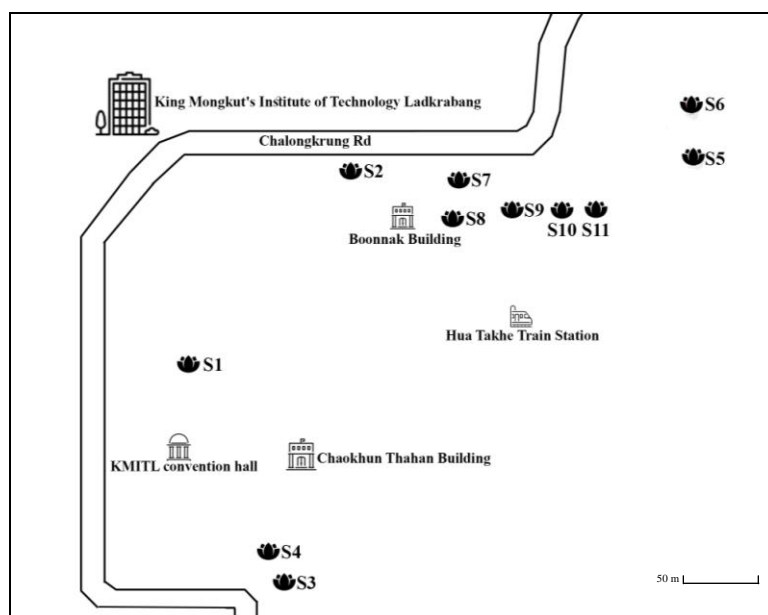 King Mongkut's Institute of Technology Ladkrabang
S6
Chalongkrung Rd
S5
S2
S7
S9
S8
S10 S11
Boonnak Building
Hua Takhe Train Station
S1
KMITL convention hall
Chaokhun Thahan Building
S4
S3
50 m